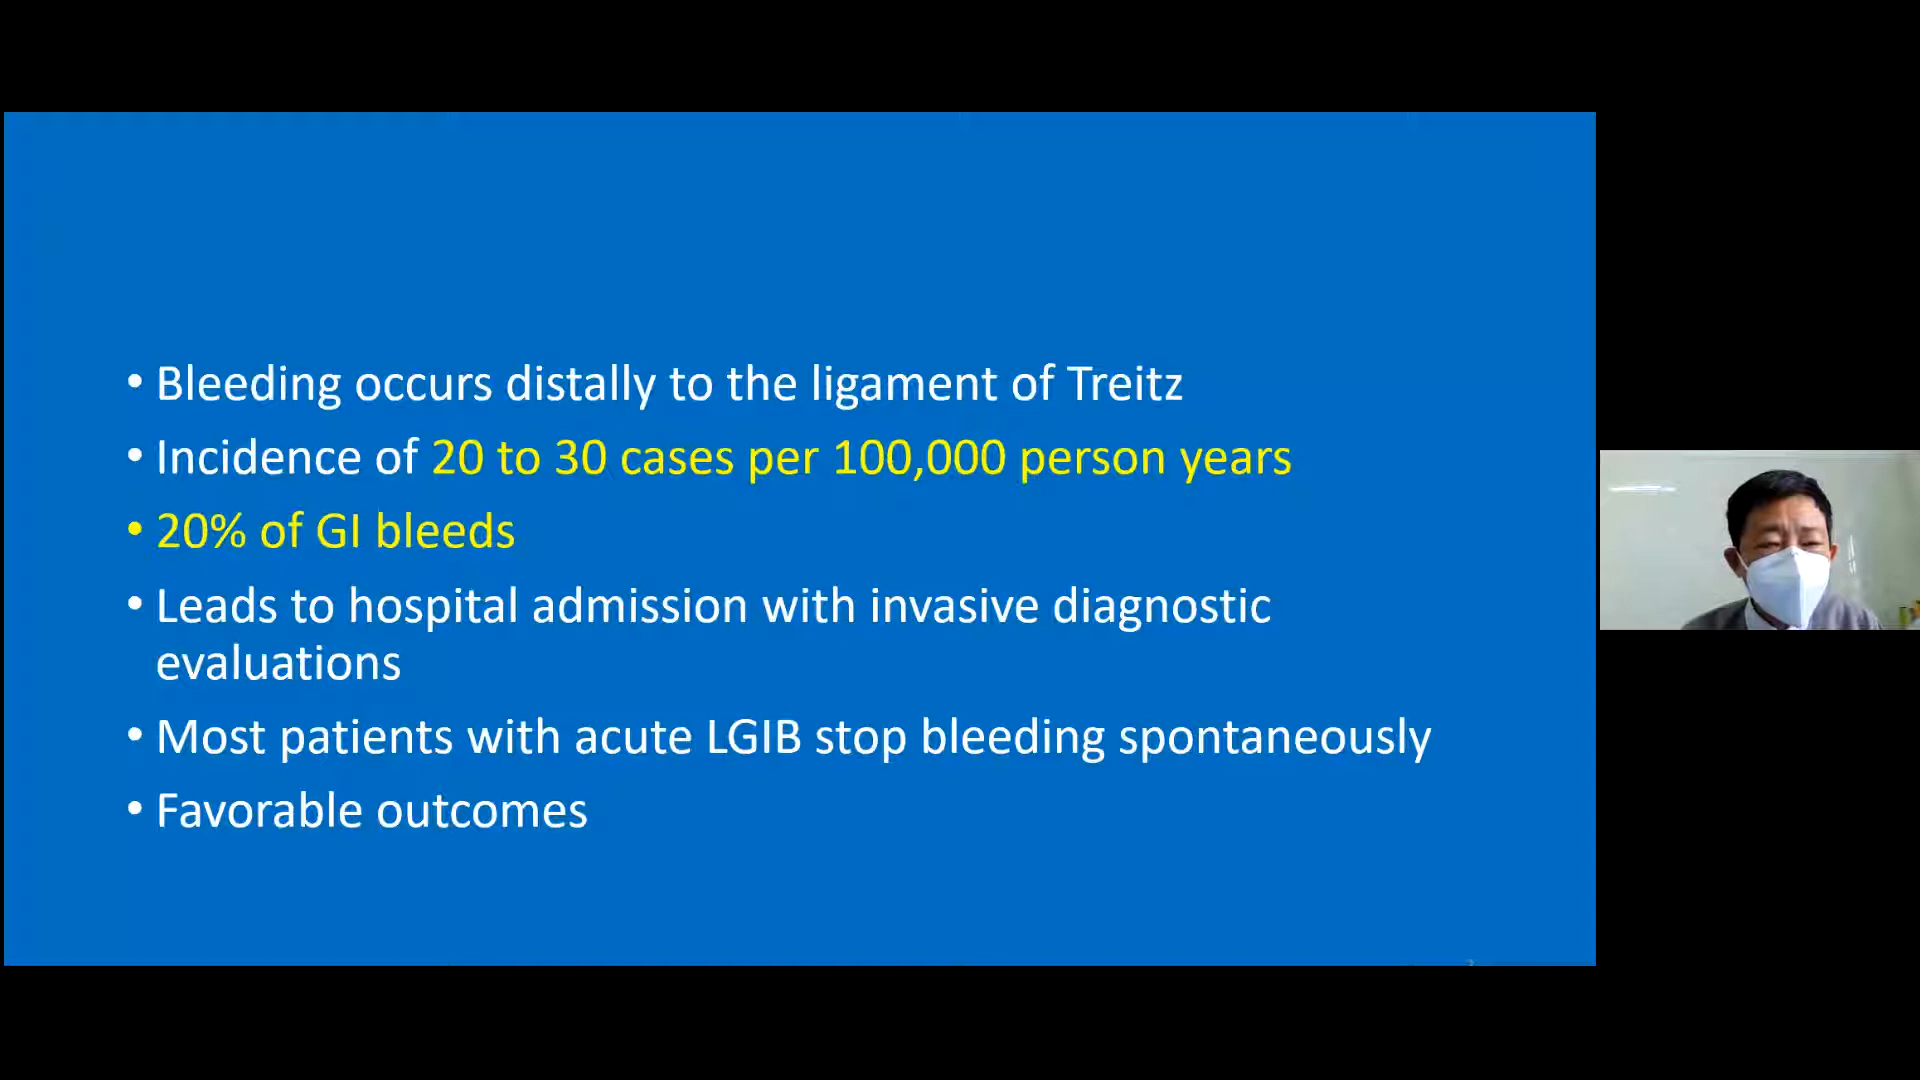 • Bleeding occurs distally to the ligament of Treitz
• Incidence of 20 to 30 cases per 100,000 person years
• 20% of GI bleeds
• Leads to hospital admission with invasive diagnostic
evaluations
• Most patients with acute LGIB stop bleeding spontaneously
• Favorable outcomes